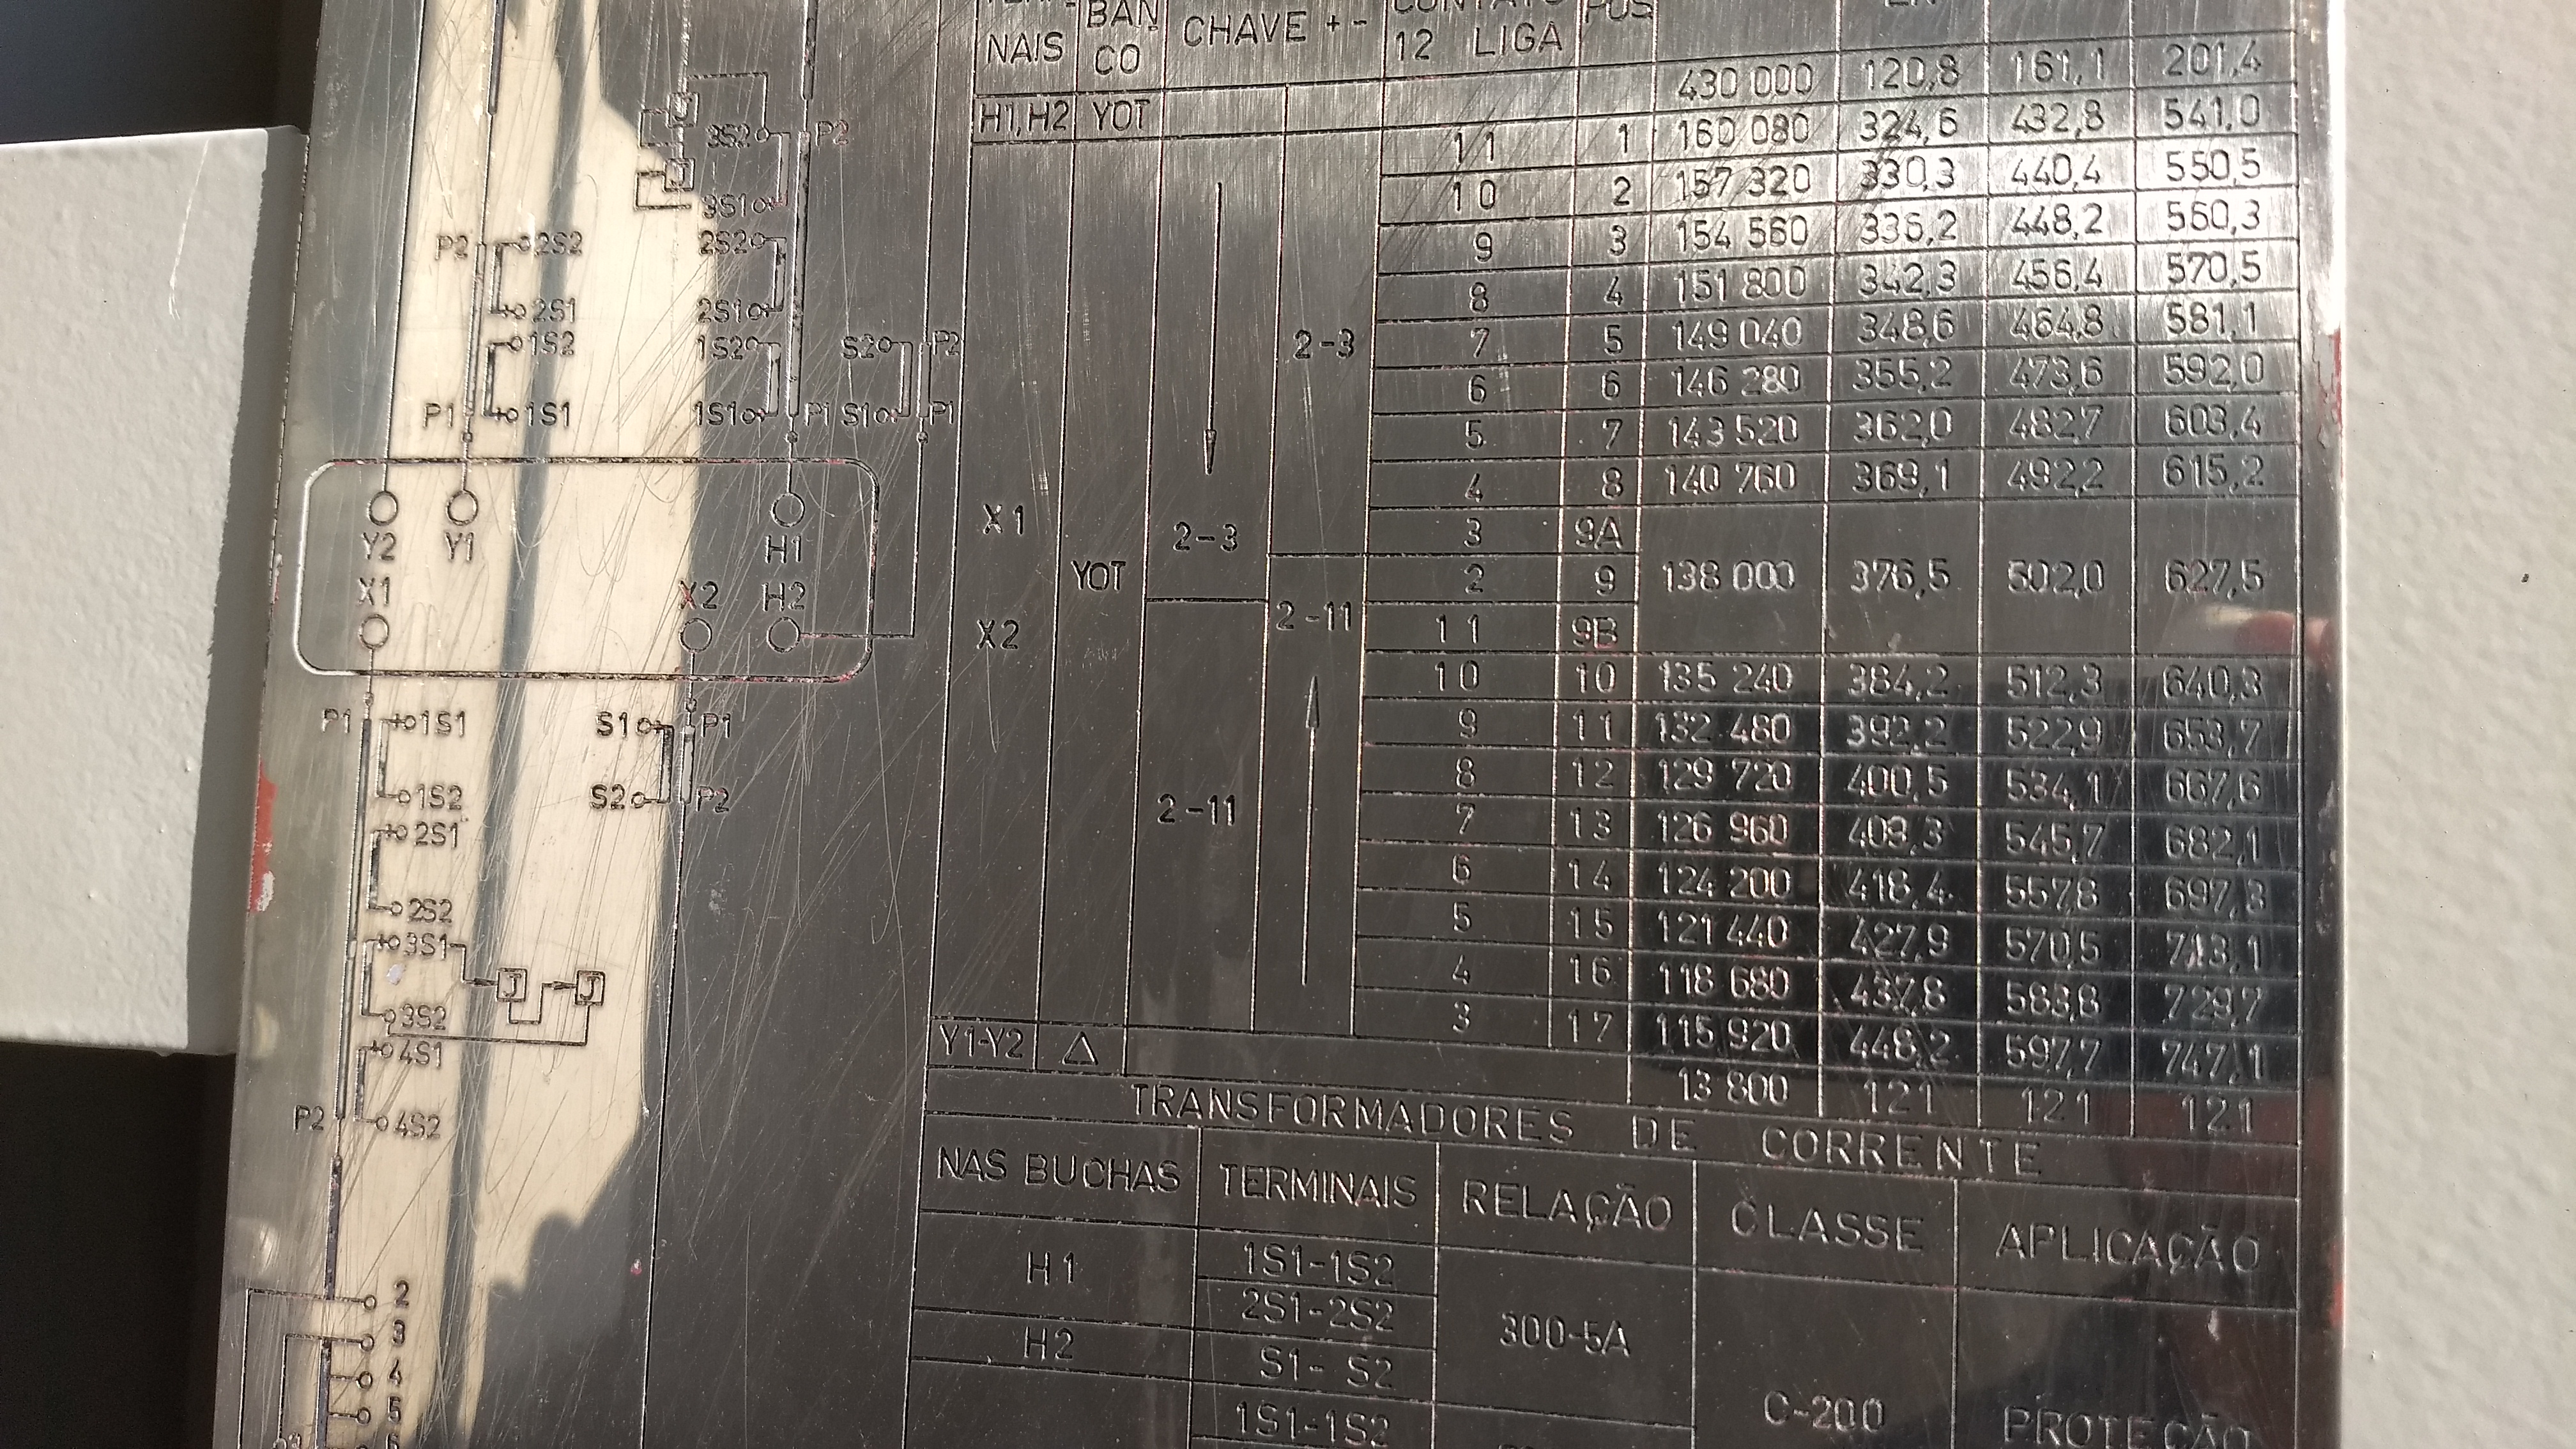 NAIS
BAN
CO
CHAVE + -
12 LIGA
POS
H1,H2 YOT 430 000 120,8 161,1 201,4
11 1 160 080 324,6 432,8 541,0
10 2 157 320 330,3 440,4 550,5
9 3 154 560 336,2 448,2 560,3
8 4 151 800 342,3 456,4 570,5
7 5 149 040 348,6 464,8 581,1
6 6 146 280 355,2 473,6 592,0
5 7 143 520 362,0 482,7 603,4
4 8 140 760 369,1 492,2 615,2
3 9A
2 9 138 000 376,5 502,0 627,5
11 9B
10 10 135 240 384,2 512,3 640,3
9 11 132 480 392,2 522,9 653,7
8 12 129 720 400,5 534,1 667,6
7 13 126 960 409,3 545,7 682,1
6 14 124 200 418,4 557,8 697,3
5 15 121 440 427,9 570,5 713,1
4 16 118 680 437,8 583,8 729,7
3 17 115 920 448,2 597,7 747,1
X1
X2
YOT
2-3
2-11
2-3
2-11
Y1-Y2 △ 13 800 121 121 121
TRANSFORMADORES DE CORRENTE
NAS BUCHAS TERMINAIS RELAÇÃO CLASSE APLICAÇÃO
H1 1S1-1S2
2S1-2S2
300-5A
H2 S1- S2
1S1-1S2
C-200
PROTEÇÃO
J
3S2 P2
J
3S1
P2 2S2 2S2
2S1 2S1
1S2 1S2 S2 P2
P1 1S1 1S1 P1 S1 P1
Y2 Y1 H1
X1 X2 H2
P1 1S1 S1 P1
1S2 S2 P2
2S1
2S2
3S1
J J
3S2
4S1
P2 4S2
2
3
4
5